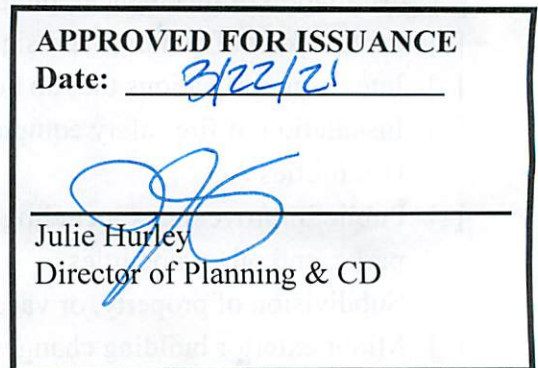 APPROVED FOR ISSUANCE
Date: 3/22/21
Julie Hurley
Director of Planning & CD